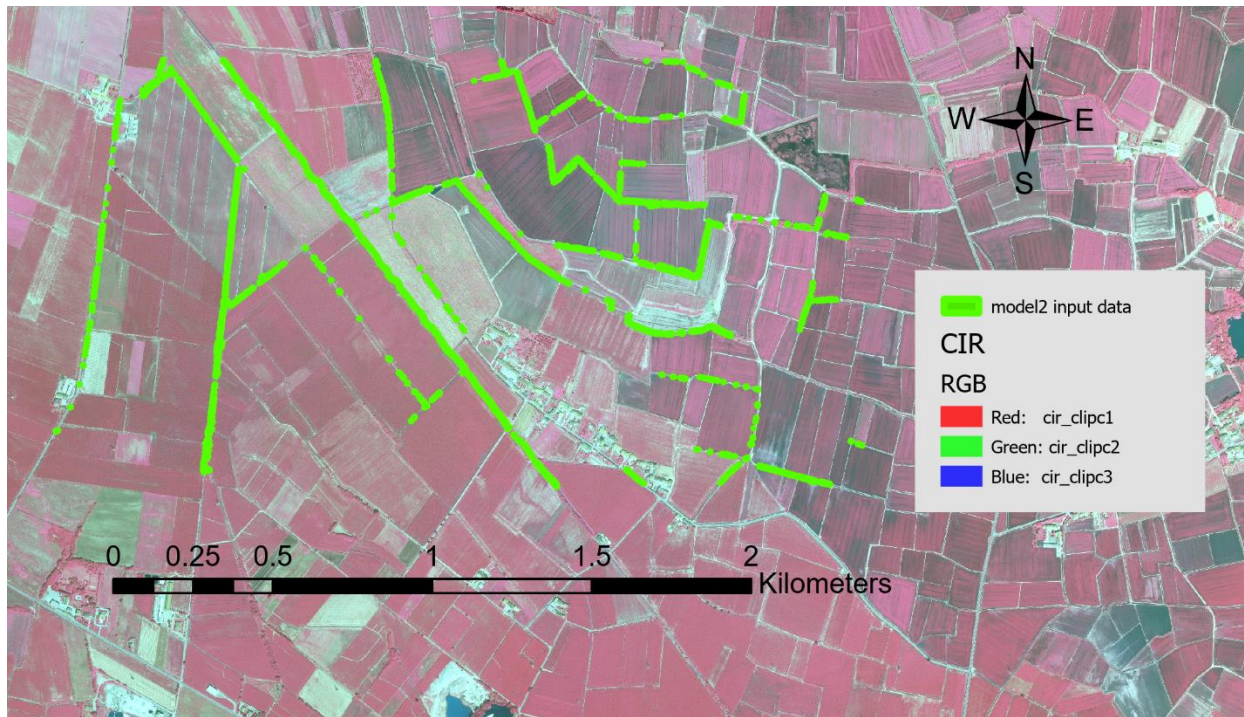 N
W E
S
model2 input data
CIR
RGB
Red: cir_clipc1
Green: cir_clipc2
Blue: cir_clipc3
0 0.25 0.5 1 1.5 2
Kilometers